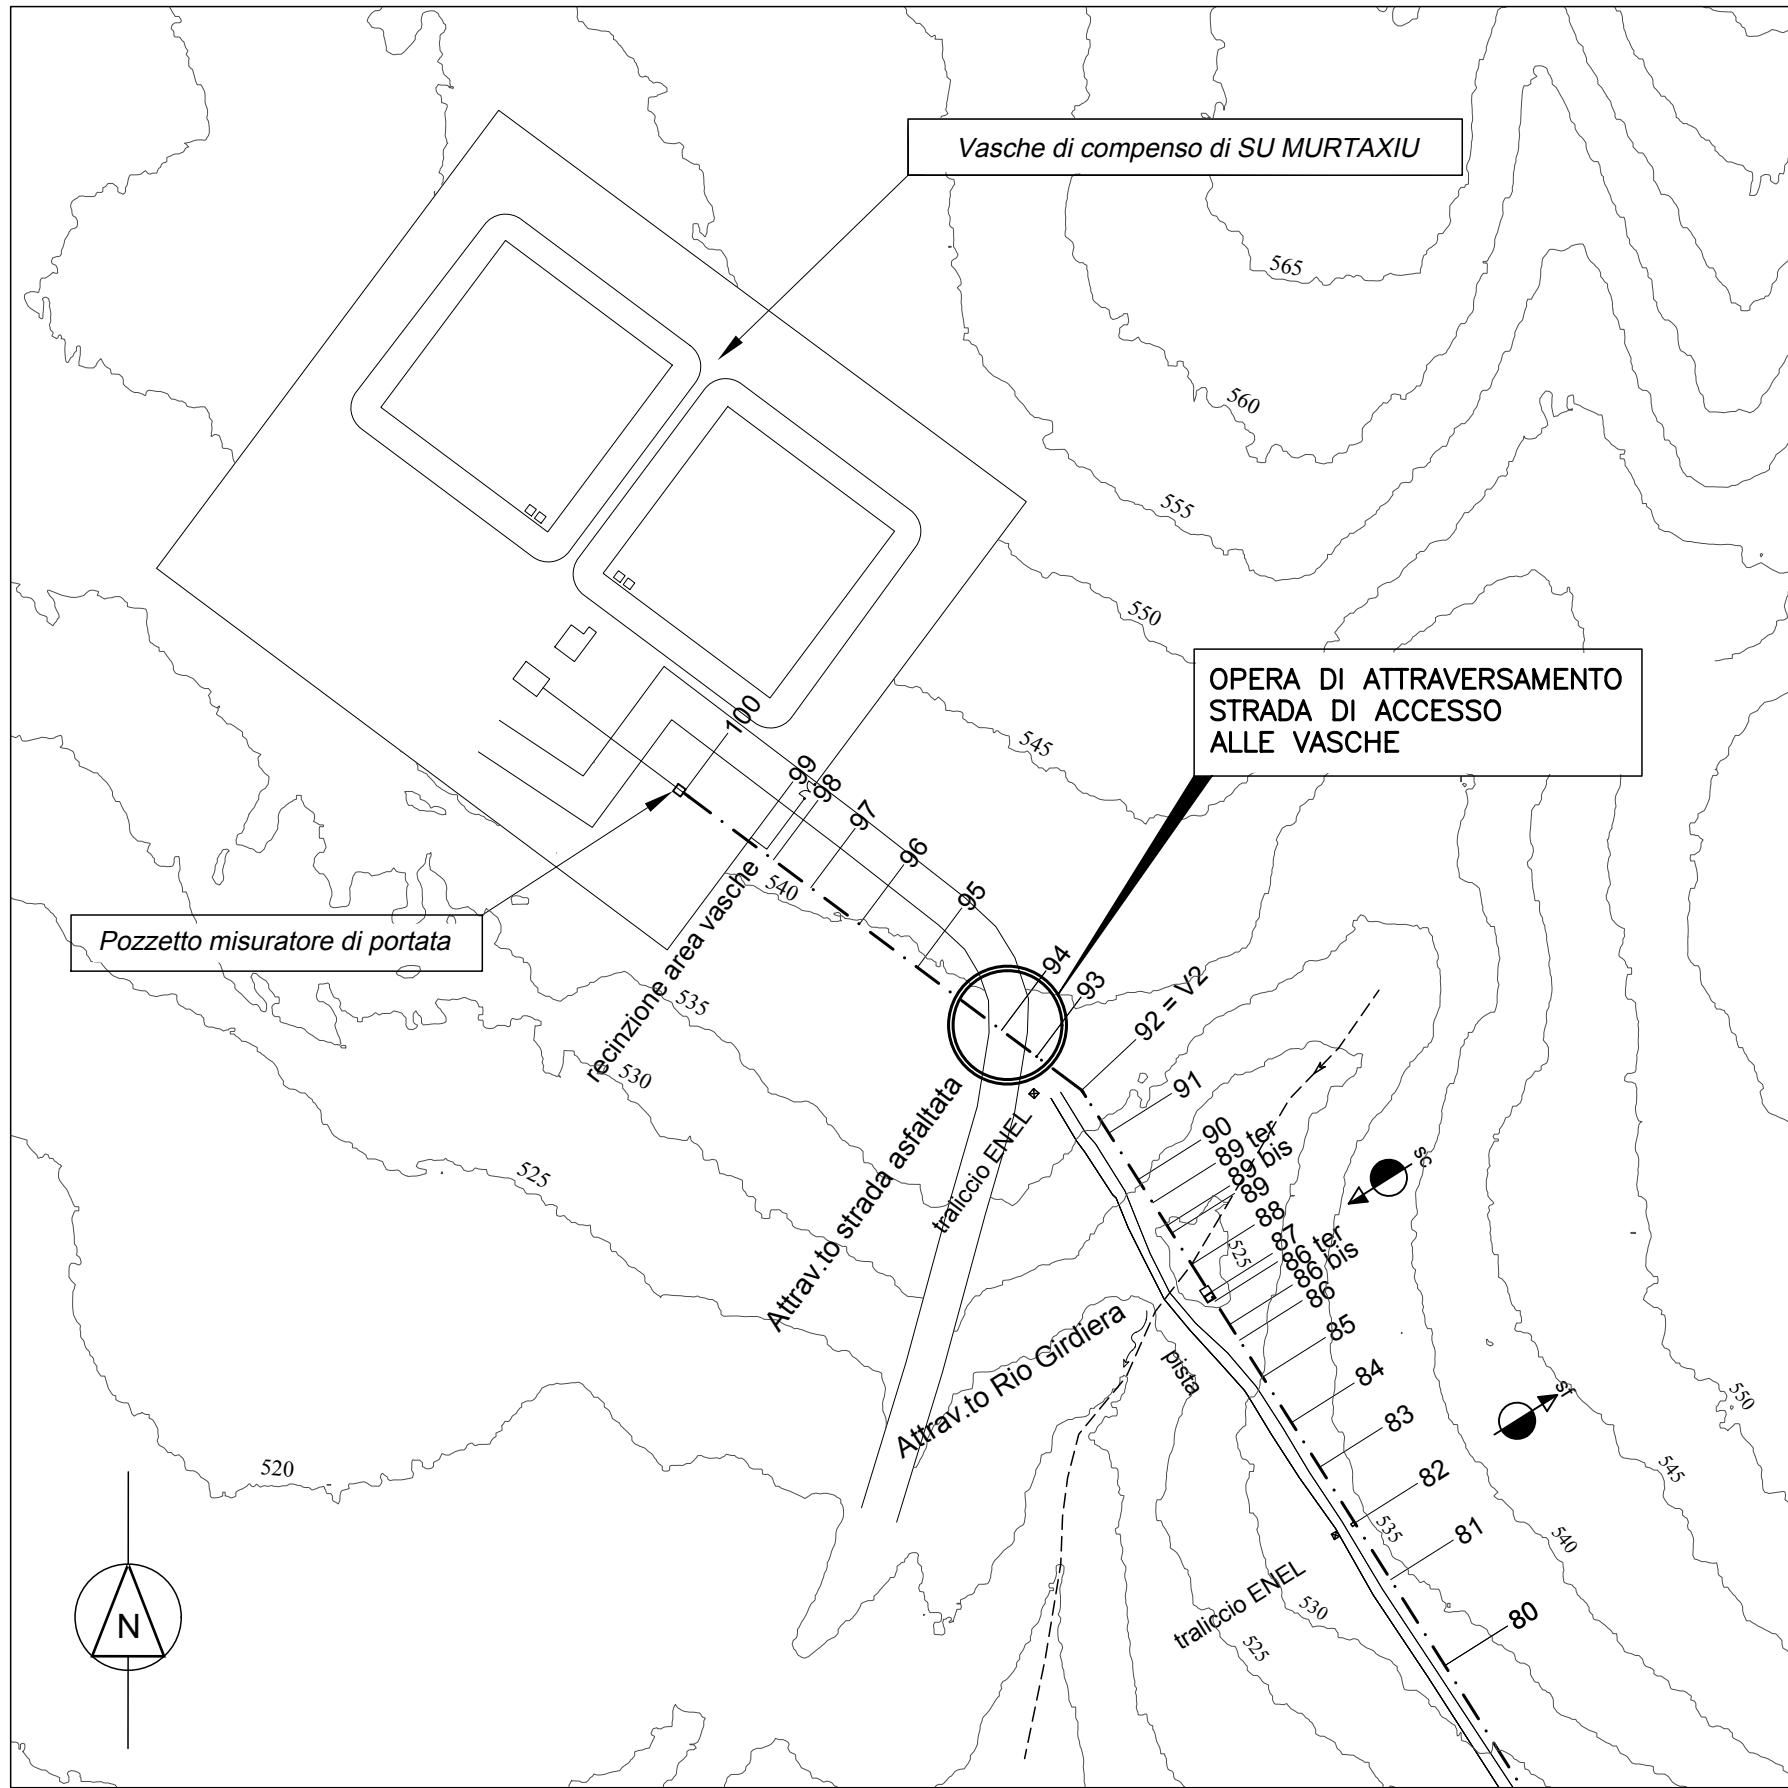 Vasche di compenso di SU MURTAXIU
565
560
555
550
545
OPERA DI ATTRAVERSAMENTO
STRADA DI ACCESSO
ALLE VASCHE
100
99
98
97
96
95
94
93
92 = V2
91
90
89 ter
89 bis
89
88
87
86 ter
86 bis
86
85
84
83
82
81
80
540
Pozzetto misuratore di portata
recinzione area vasche
535
530
525
520
Attrav.to strada asfaltata
traliccio ENEL
Attrav.to Rio Girdiera
pista
525
sc
sf
550
545
540
535
530
525
traliccio ENEL
N